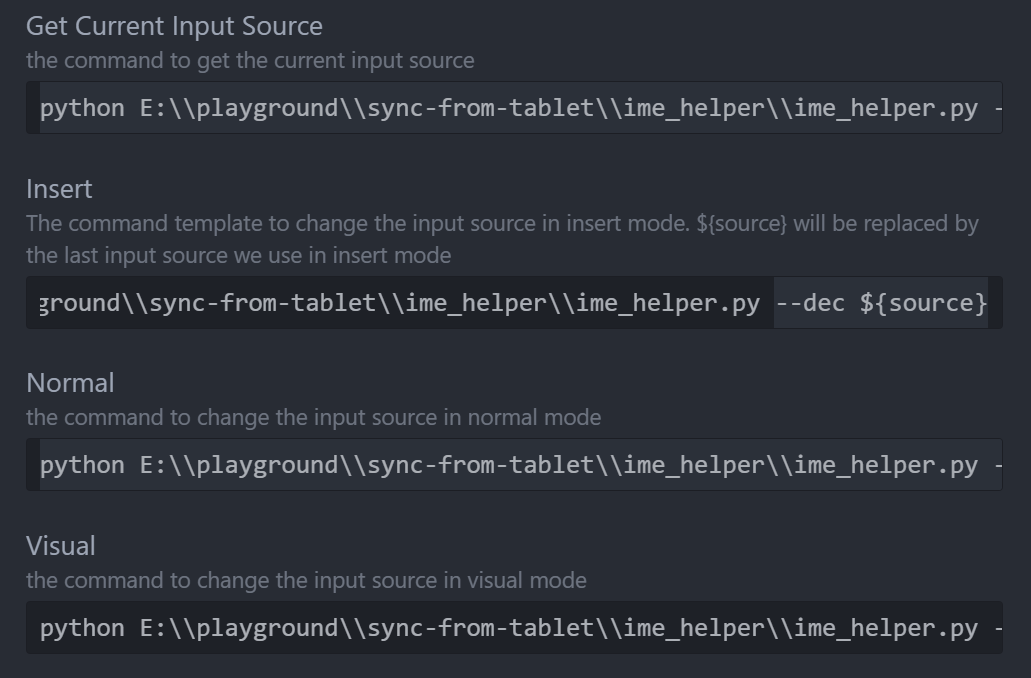 Get Current Input Source
the command to get the current input source
python E:\\playground\\sync-from-tablet\\ime_helper\\ime_helper.py -
Insert
The command template to change the input source in insert mode. ${source} will be replaced by
the last input source we use in insert mode
ground\\sync-from-tablet\\ime_helper\\ime_helper.py --dec ${source}
Normal
the command to change the input source in normal mode
python E:\\playground\\sync-from-tablet\\ime_helper\\ime_helper.py -
Visual
the command to change the input source in visual mode
python E:\\playground\\sync-from-tablet\\ime_helper\\ime_helper.py -